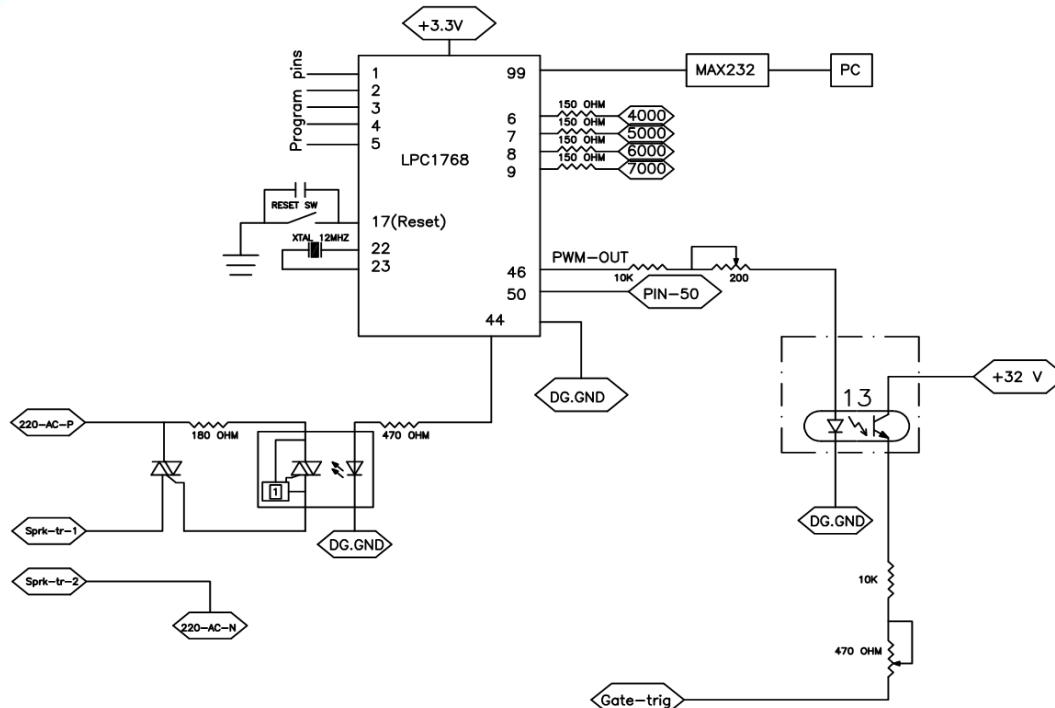 +3.3V
Program pins
1
2
3
4
5
17(Reset)
22
23
LPC1768
99
6
7
8
9
46
50
44
MAX232
PC
150 OHM
4000
150 OHM
5000
150 OHM
6000
150 OHM
7000
RESET SW
XTAL 12MHZ
PWM-OUT
10K
200
PIN-50
DG.GND
13
+32 V
220-AC-P
180 OHM
470 OHM
1
Sprk-tr-1
DG.GND
DG.GND
Sprk-tr-2
220-AC-N
10K
470 OHM
Gate-trig